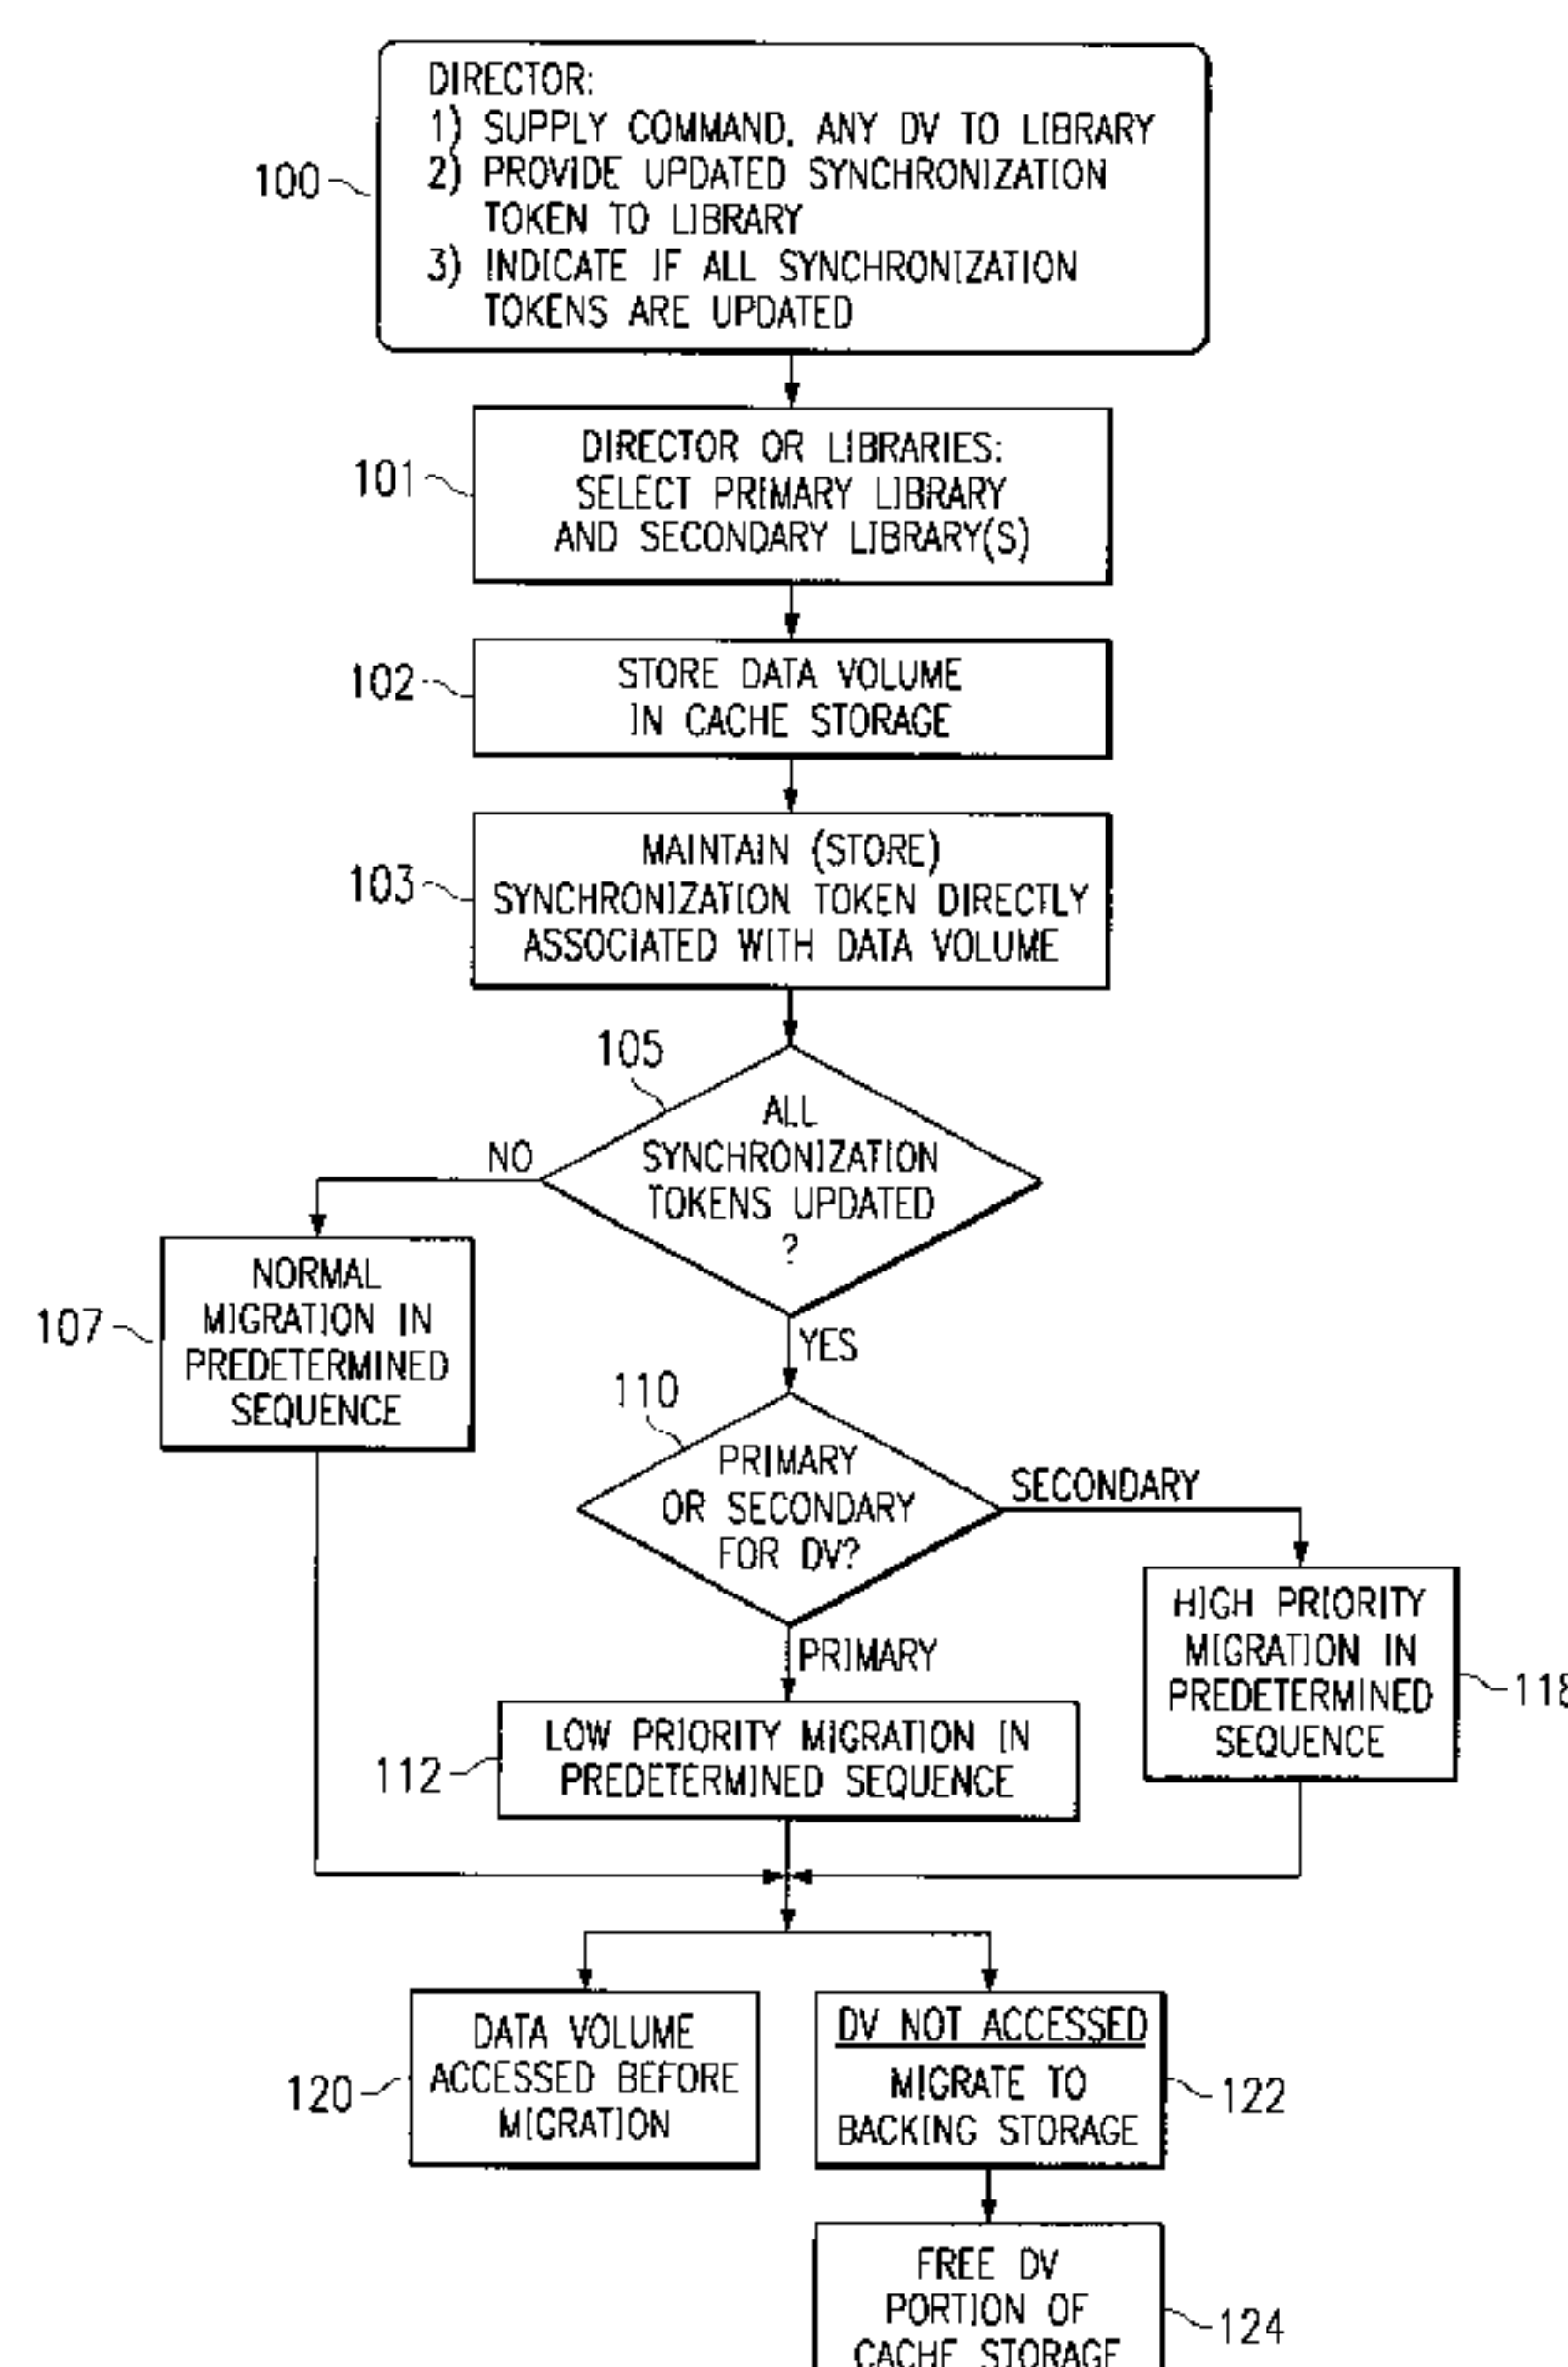 DIRECTOR:
1) SUPPLY COMMAND, ANY DV TO LIBRARY
2) PROVIDE UPDATED SYNCHRONIZATION
TOKEN TO LIBRARY
3) INDICATE IF ALL SYNCHRONIZATION
TOKENS ARE UPDATED
100
DIRECTOR OR LIBRARIES:
SELECT PRIMARY LIBRARY
AND SECONDARY LIBRARY(S)
101
STORE DATA VOLUME
IN CACHE STORAGE
102
MAINTAIN (STORE)
SYNCHRONIZATION TOKEN DIRECTLY
ASSOCIATED WITH DATA VOLUME
103
105
ALL
SYNCHRONIZATION
TOKENS UPDATED
?
NO
YES
NORMAL
MIGRATION IN
PREDETERMINED
SEQUENCE
107
110
PRIMARY
OR SECONDARY
FOR DV?
SECONDARY
PRIMARY
HIGH PRIORITY
MIGRATION IN
PREDETERMINED
SEQUENCE
118
LOW PRIORITY MIGRATION IN
PREDETERMINED SEQUENCE
112
DATA VOLUME
ACCESSED BEFORE
MIGRATION
120
DV NOT ACCESSED
MIGRATE TO
BACKING STORAGE
122
FREE DV
PORTION OF
CACHE STORAGE
124